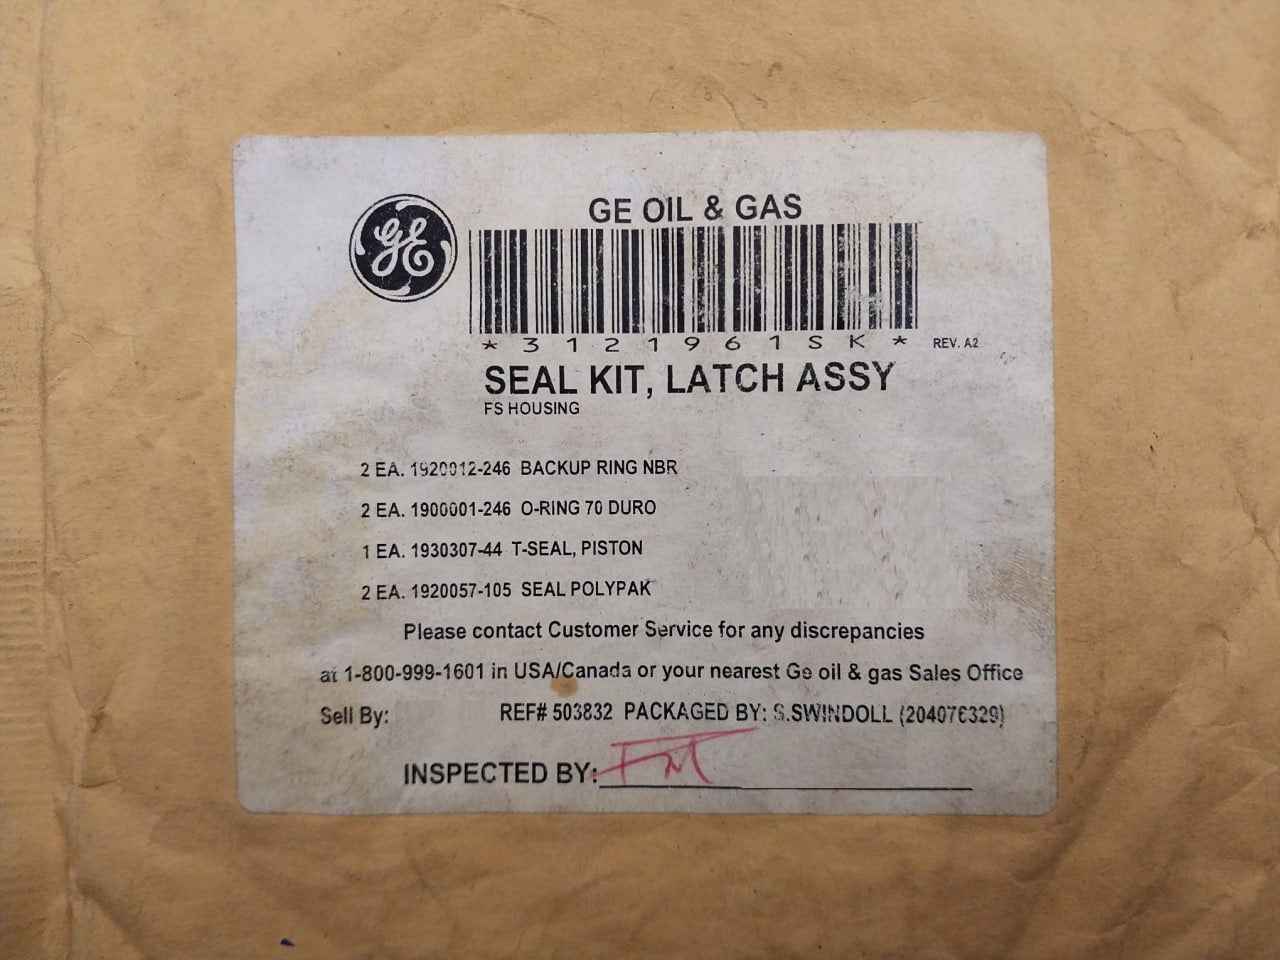 GE
GE OIL & GAS
*3121961SK* REV. A2
SEAL KIT, LATCH ASSY
FS HOUSING
2 EA. 1920012-246 BACKUP RING NBR
2 EA. 1900001-246 O-RING 70 DURO
1 EA. 1930307-44 T-SEAL, PISTON
2 EA. 1920057-105 SEAL POLYPAK
Please contact Customer Service for any discrepancies
at 1-800-999-1601 in USA/Canada or your nearest Ge oil & gas Sales Office
Sell By: REF# 503832 PACKAGED BY: S.SWINDOLL (204076329)
INSPECTED BY: